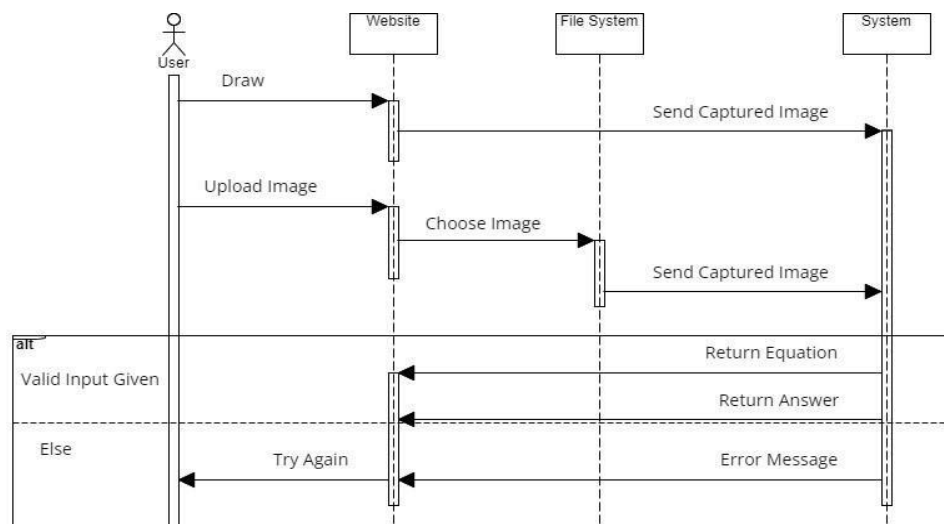 Website
File System
System
User
Draw
Send Captured Image
Upload Image
Choose Image
Send Captured Image
alt
Return Equation
Valid Input Given
Return Answer
Else
Try Again
Error Message